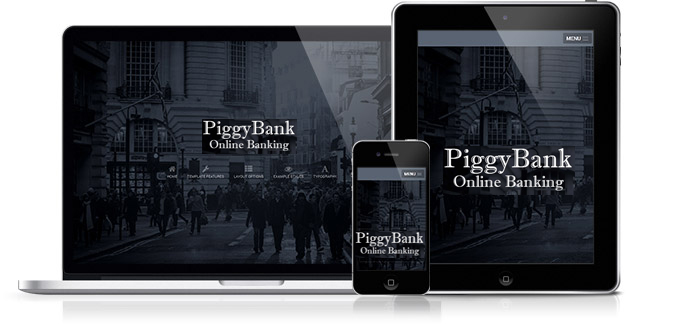 PiggyBank
Online Banking
HOME TEMPLATE FEATURES LAYOUT OPTIONS EXAMPLE STYLES TYPOGRAPHY
MENU
PiggyBank
Online Banking
MENU
PiggyBank
Online Banking